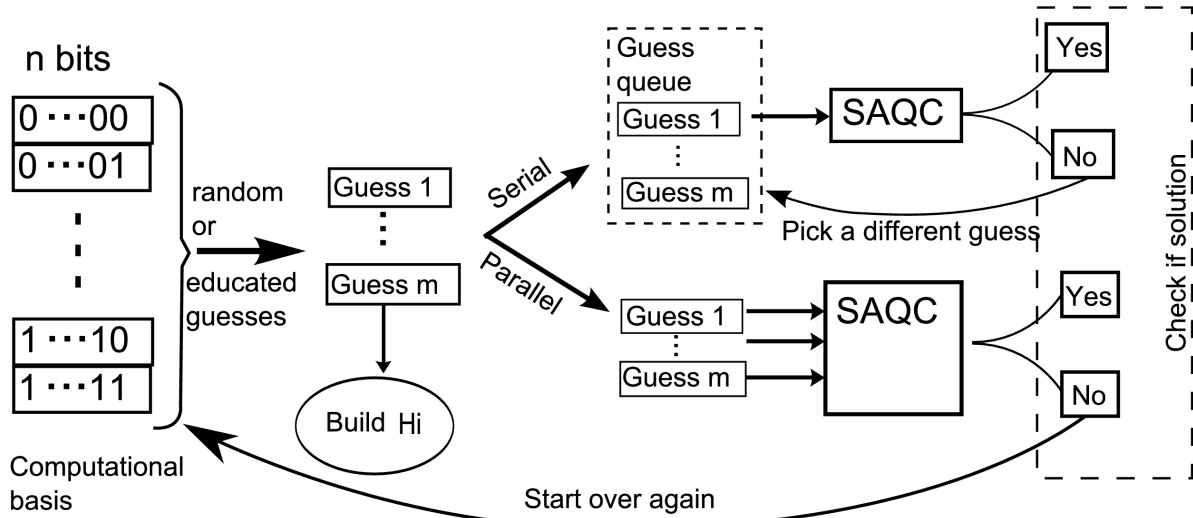 n bits
0 ···00
0 ···01
1 ···10
1 ···11
Computational
basis
random
or
educated
guesses
Guess 1
Guess m
Build Hi
Serial
Parallel
Guess
queue
Guess 1
Guess m
SAQC
Yes
No
Pick a different guess
Guess 1
Guess m
SAQC
Yes
No
Check if solution
Start over again